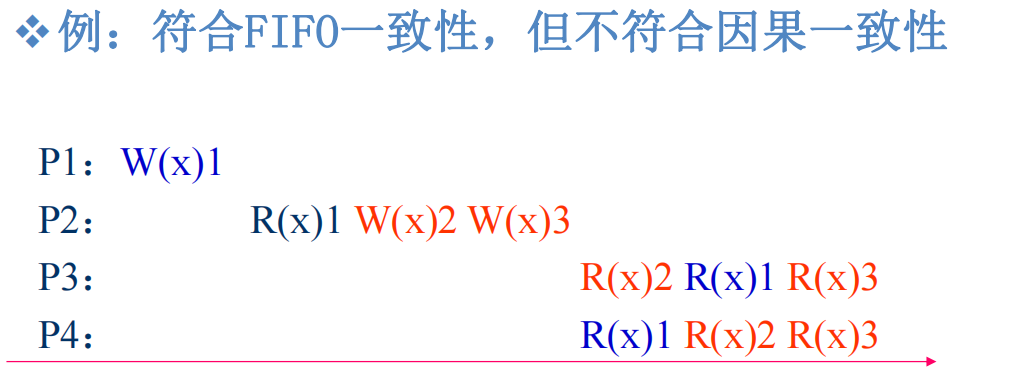 ❖例：符合FIFO一致性，但不符合因果一致性
P1：W(x)1
P2： R(x)1 W(x)2 W(x)3
P3： R(x)2 R(x)1 R(x)3
P4： R(x)1 R(x)2 R(x)3